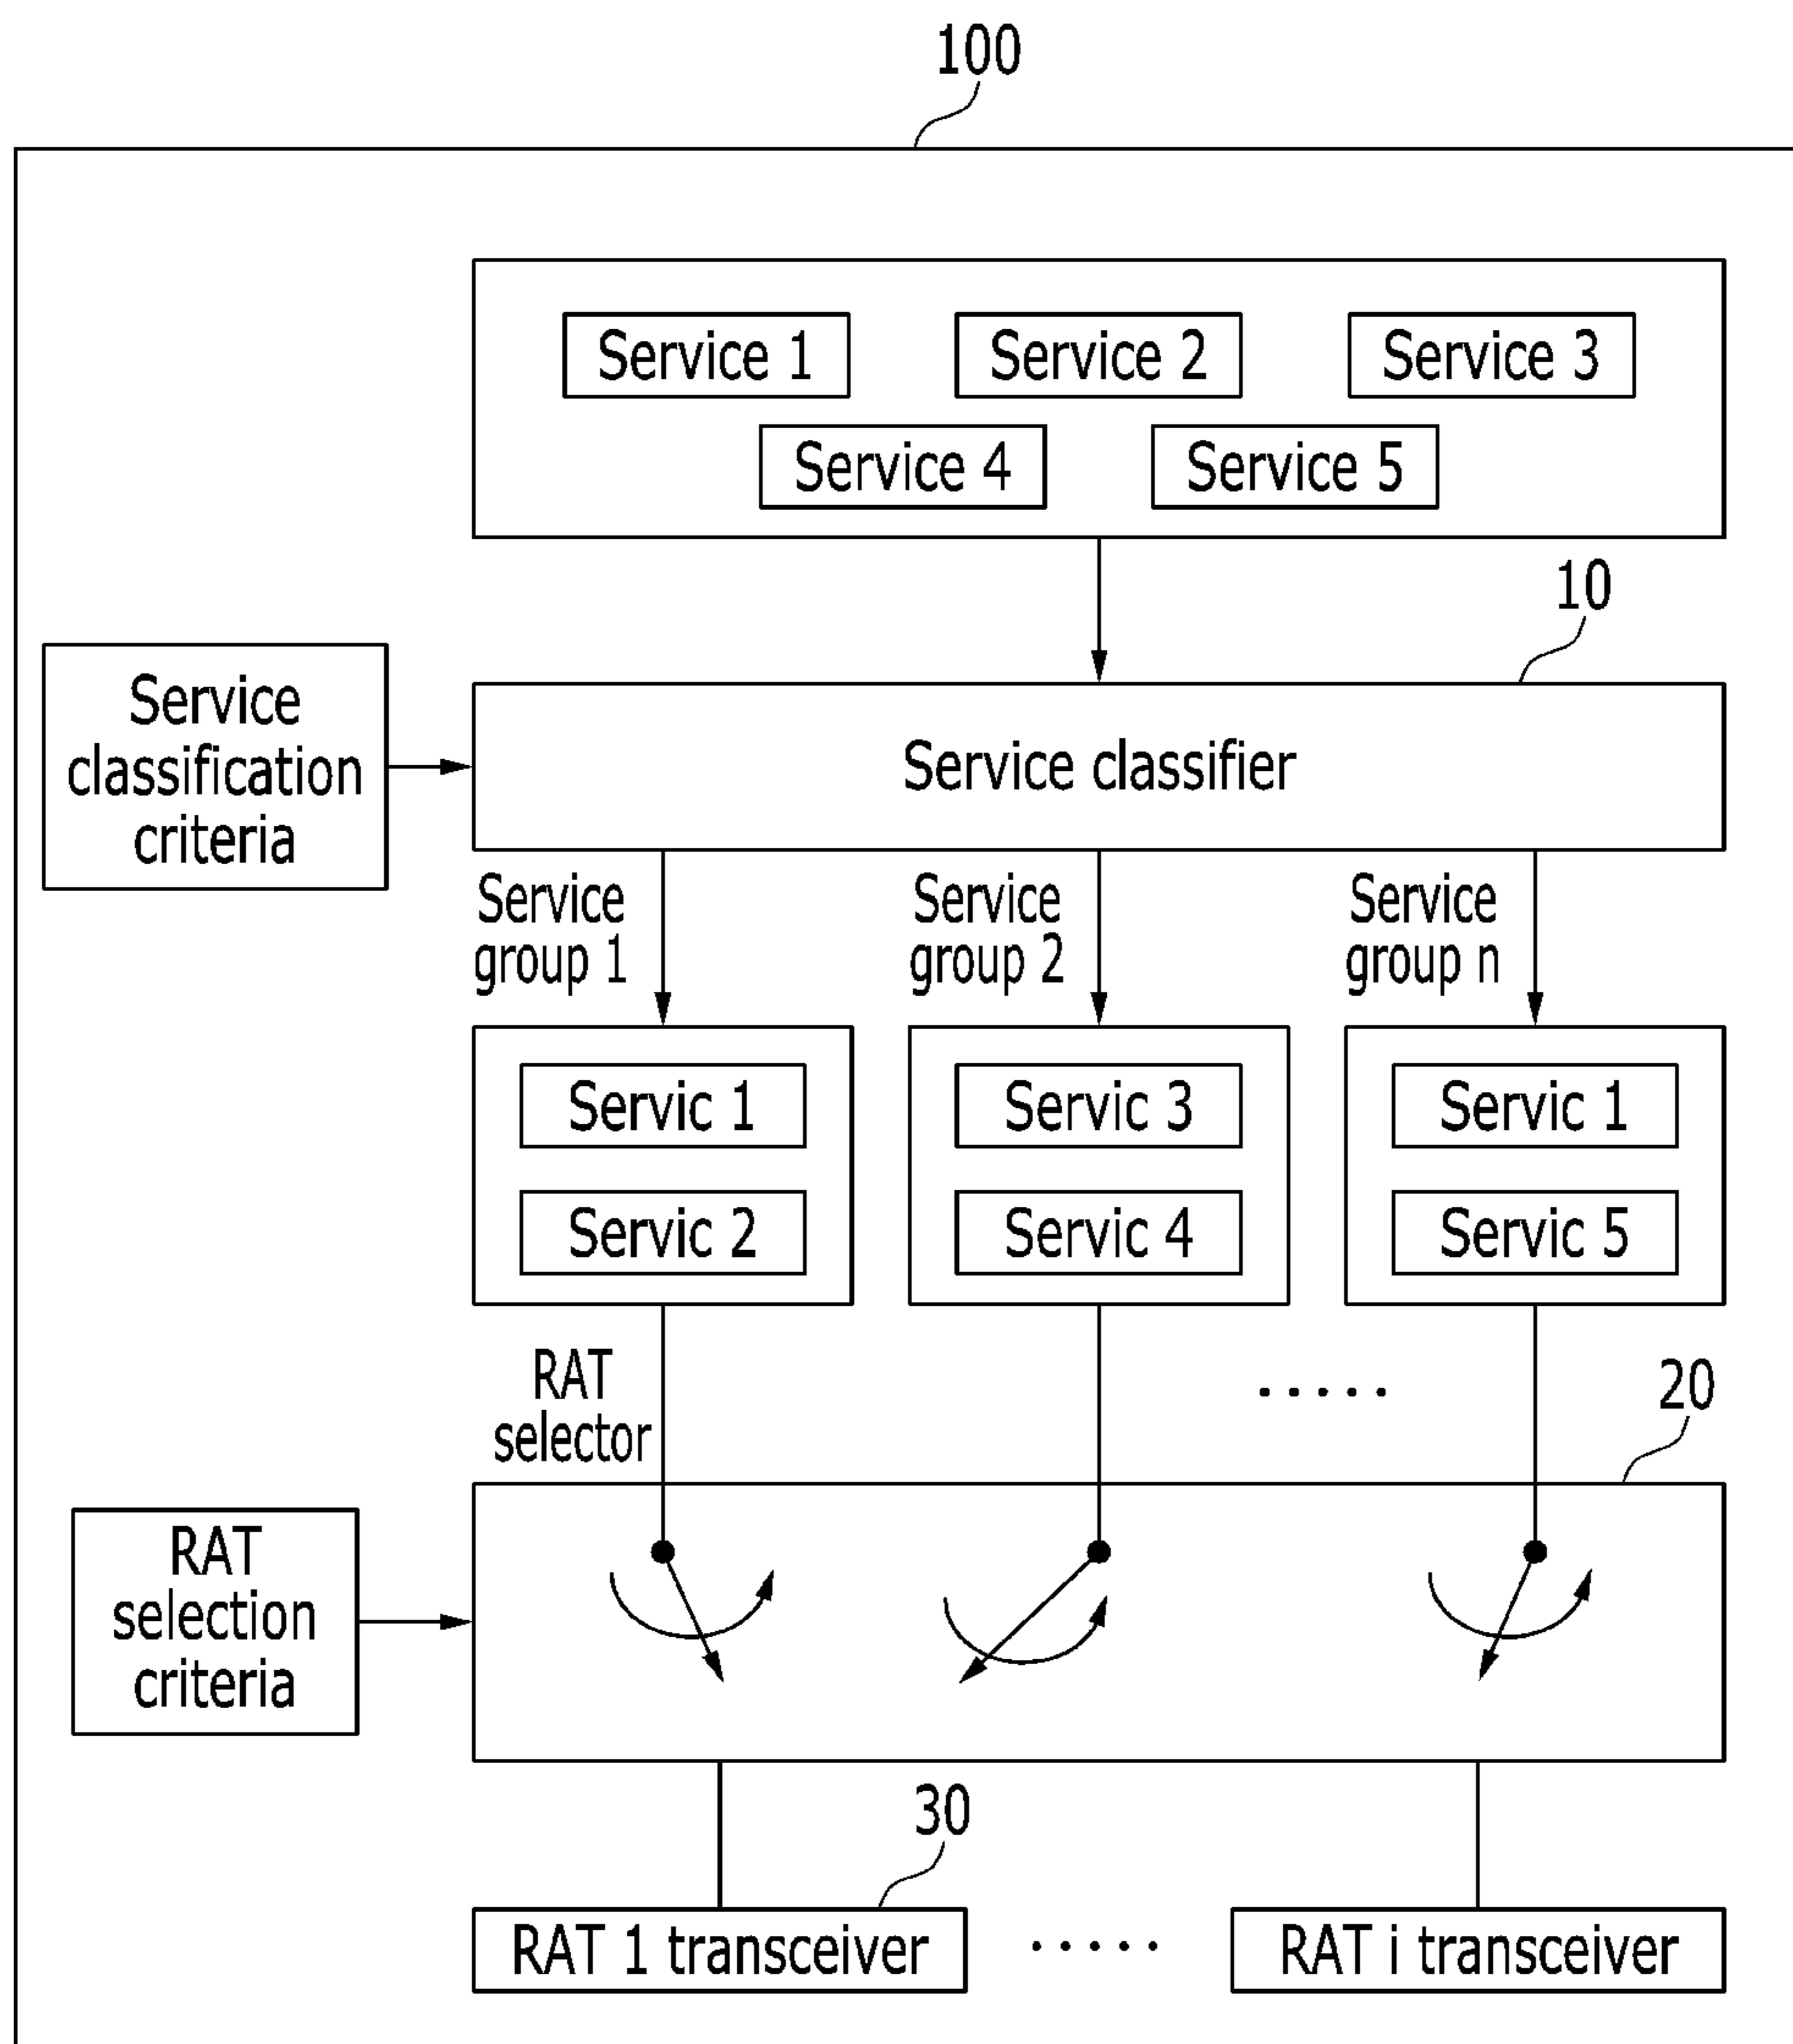 100
Service 1
Service 2
Service 3
Service 4
Service 5
10
Service
classification
criteria
Service classifier
Service
group 1
Service
group 2
Service
group n
Servic 1
Servic 3
Servic 1
Servic 2
Servic 4
Servic 5
RAT
selector
.....
20
RAT
selection
criteria
30
RAT 1 transceiver
.....
RAT i transceiver